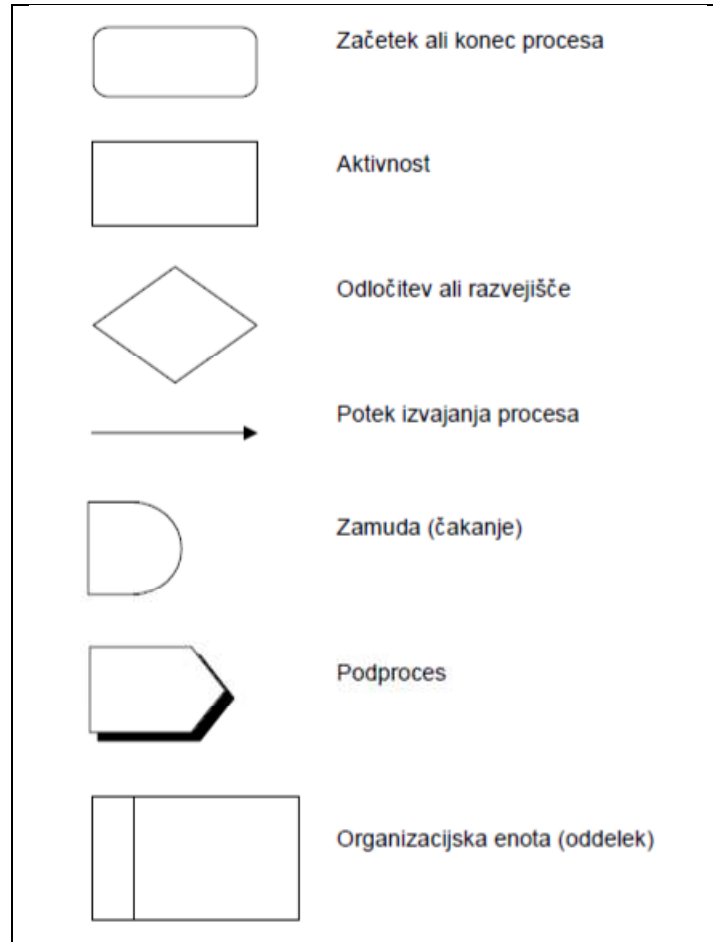 Začetek ali konec procesa
Aktivnost
Odločitev ali razvejišče
Potek izvajanja procesa
Zamuda (čakanje)
Podproces
Organizacijska enota (oddelek)